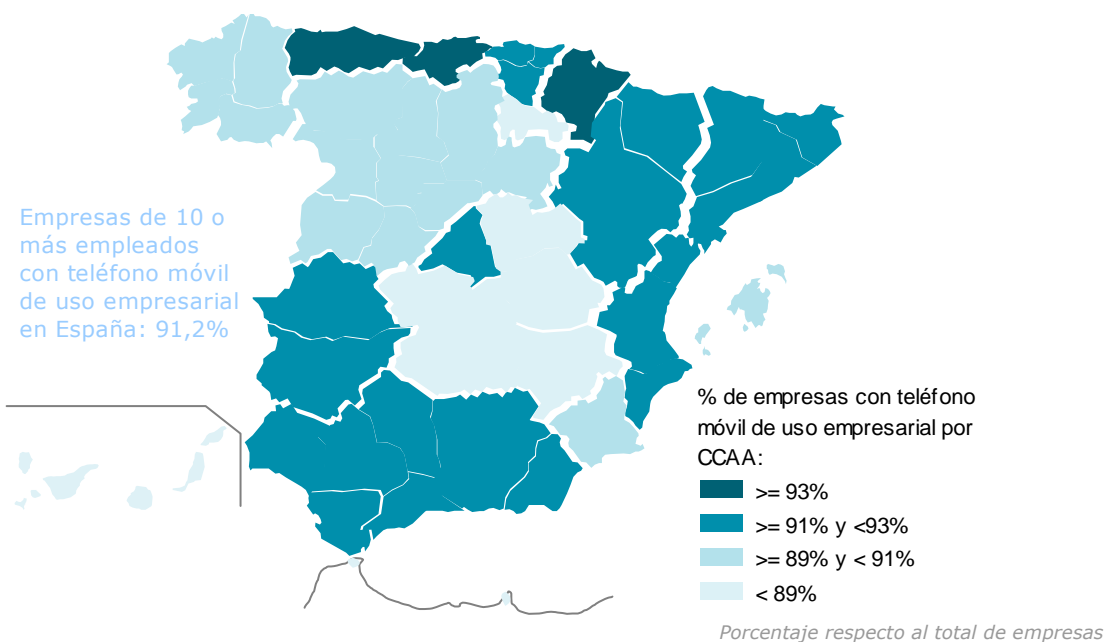 Empresas de 10 o
más empleados
con teléfono móvil
de uso empresarial
en España: 91,2%
% de empresas con teléfono
móvil de uso empresarial por
CCAA:
>= 93%
>= 91% y <93%
>= 89% y < 91%
< 89%
Porcentaje respecto al total de empresas